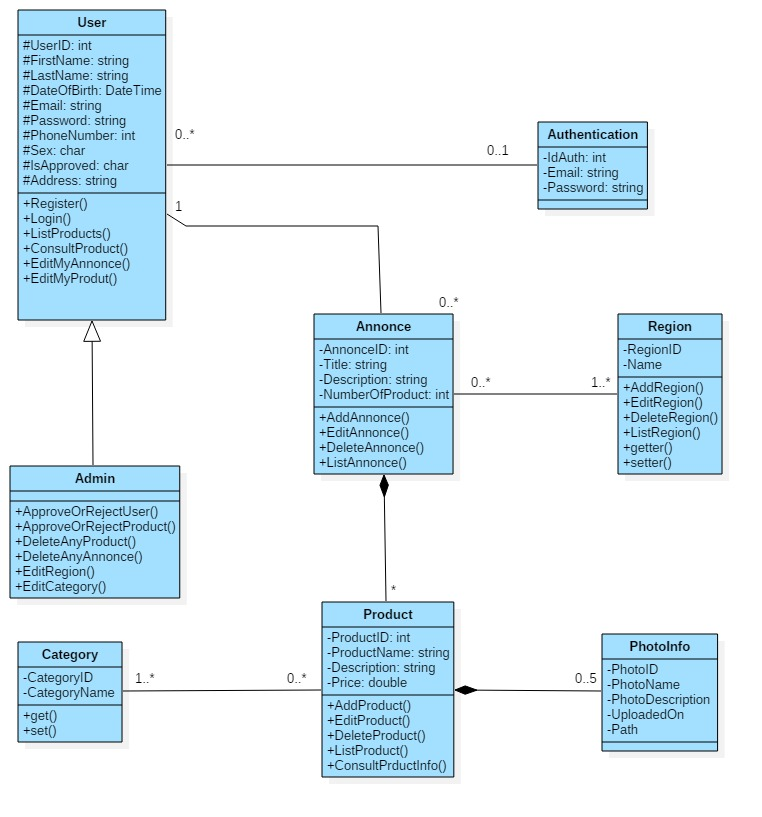 User
#UserID: int
#FirstName: string
#LastName: string
#DateOfBirth: DateTime
#Email: string
#Password: string
#PhoneNumber: int
#Sex: char
#IsApproved: char
#Address: string
+Register()
+Login()
+ListProducts()
+ConsultProduct()
+EditMyAnnonce()
+EditMyProdut()
0..*
0..1
Authentication
-IdAuth: int
-Email: string
-Password: string
1
0..*
Annonce
-AnnonceID: int
-Title: string
-Description: string
-NumberOfProduct: int
+AddAnnonce()
+EditAnnonce()
+DeleteAnnonce()
+ListAnnonce()
0..*
1..*
Region
-RegionID
-Name
+AddRegion()
+EditRegion()
+DeleteRegion()
+ListRegion()
+getter()
+setter()
Admin
+ApproveOrRejectUser()
+ApproveOrRejectProduct()
+DeleteAnyProduct()
+DeleteAnyAnnonce()
+EditRegion()
+EditCategory()
*
Category
-CategoryID
-CategoryName
+get()
+set()
1..*
0..*
Product
-ProductID: int
-ProductName: string
-Description: string
-Price: double
+AddProduct()
+EditProduct()
+DeleteProduct()
+ListProduct()
+ConsultPrductInfo()
0..5
PhotoInfo
-PhotoID
-PhotoName
-PhotoDescription
-UploadedOn
-Path